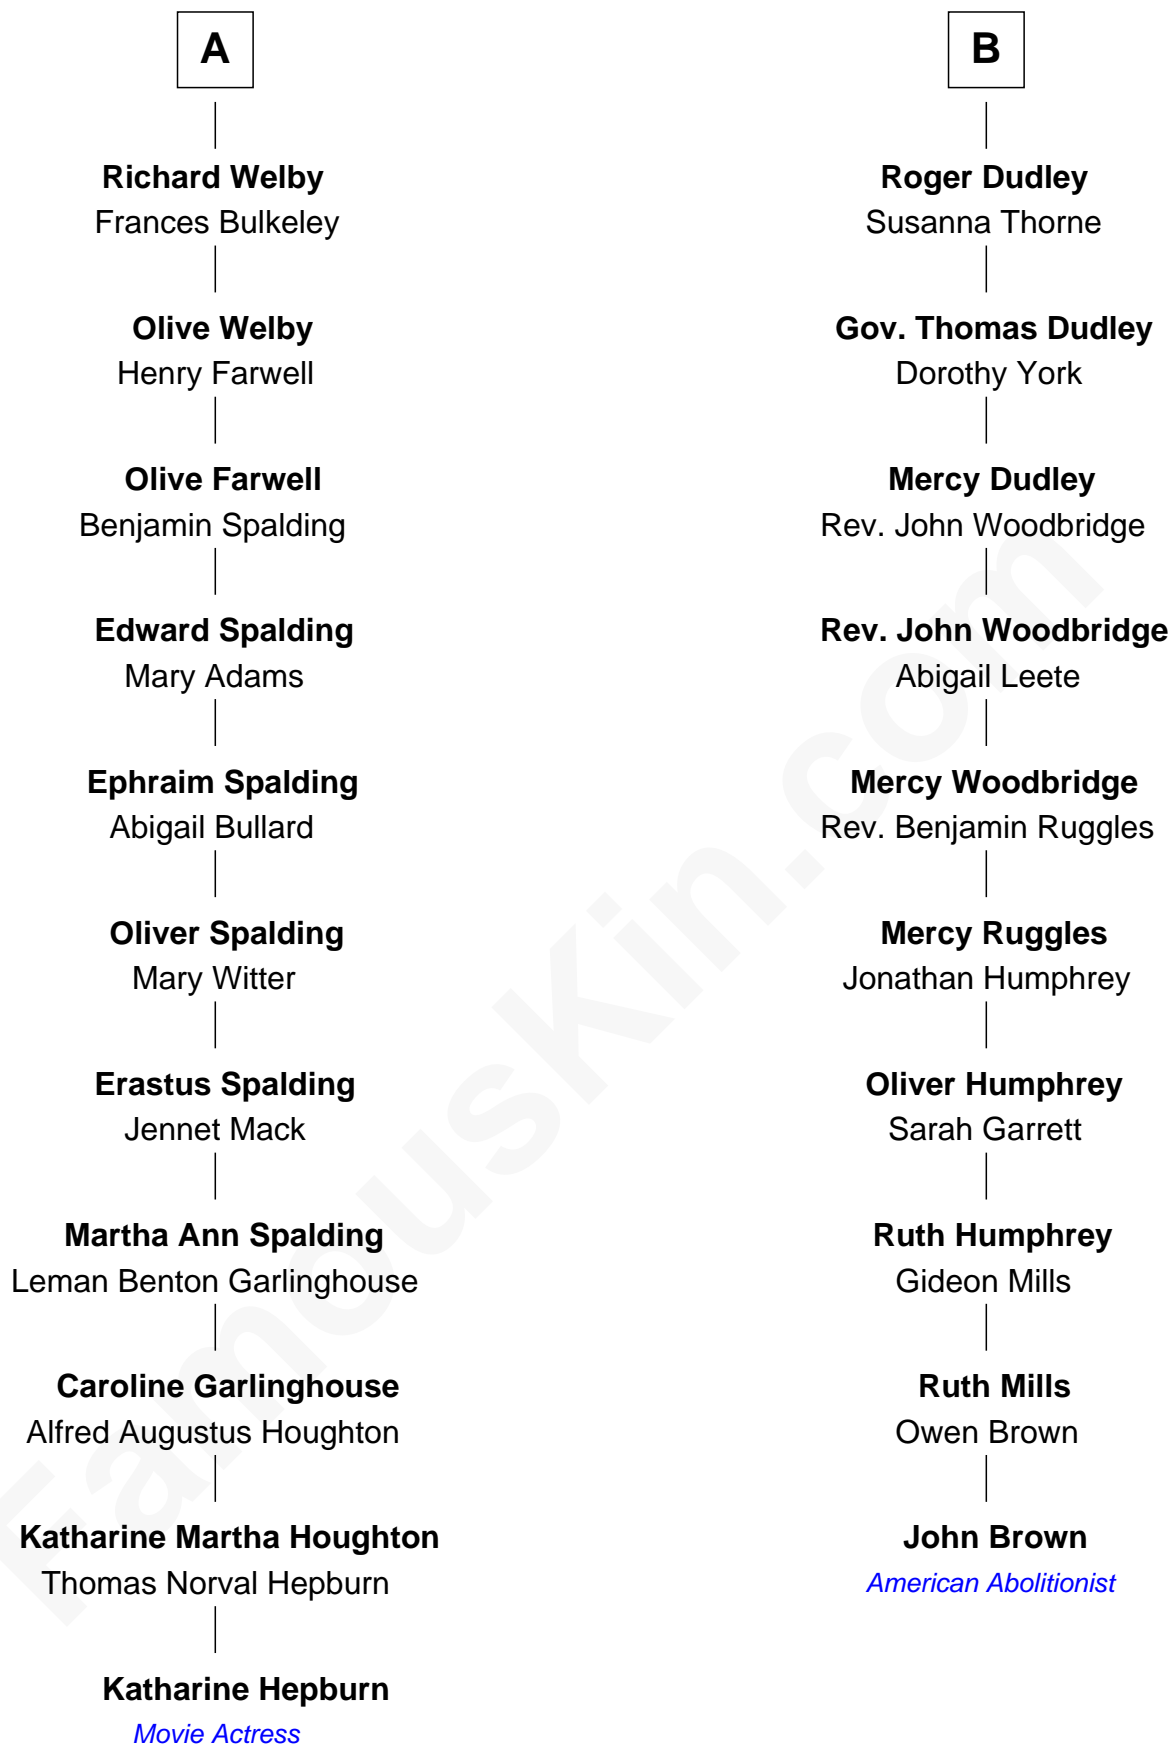 A
Richard Welby
Frances Bulkeley
Olive Welby
Henry Farwell
Olive Farwell
Benjamin Spalding
Edward Spalding
Mary Adams
Ephraim Spalding
Abigail Bullard
Oliver Spalding
Mary Witter
Erastus Spalding
Jennet Mack
Martha Ann Spalding
Leman Benton Garlinghouse
Caroline Garlinghouse
Alfred Augustus Houghton
Katharine Martha Houghton
Thomas Norval Hepburn
Katharine Hepburn
Movie Actress
B
Roger Dudley
Susanna Thorne
Gov. Thomas Dudley
Dorothy York
Mercy Dudley
Rev. John Woodbridge
Rev. John Woodbridge
Abigail Leete
Mercy Woodbridge
Rev. Benjamin Ruggles
Mercy Ruggles
Jonathan Humphrey
Oliver Humphrey
Sarah Garrett
Ruth Humphrey
Gideon Mills
Ruth Mills
Owen Brown
John Brown
American Abolitionist
FamousKin.com